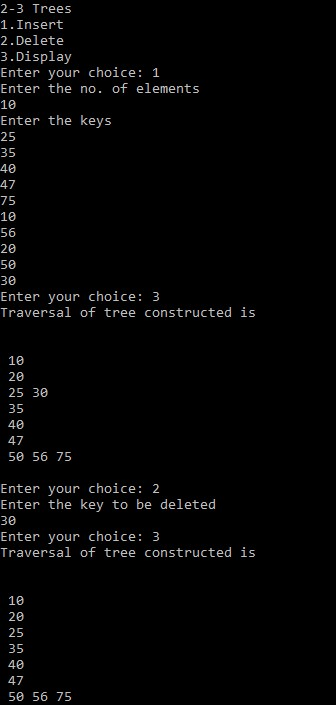 2-3 Trees
1.Insert
2.Delete
3.Display
Enter your choice: 1
Enter the no. of elements
10
Enter the keys
25
35
40
47
75
10
56
20
50
30
Enter your choice: 3
Traversal of tree constructed is
10
20
25 30
35
40
47
50 56 75
Enter your choice: 2
Enter the key to be deleted
30
Enter your choice: 3
Traversal of tree constructed is
10
20
25
35
40
47
50 56 75